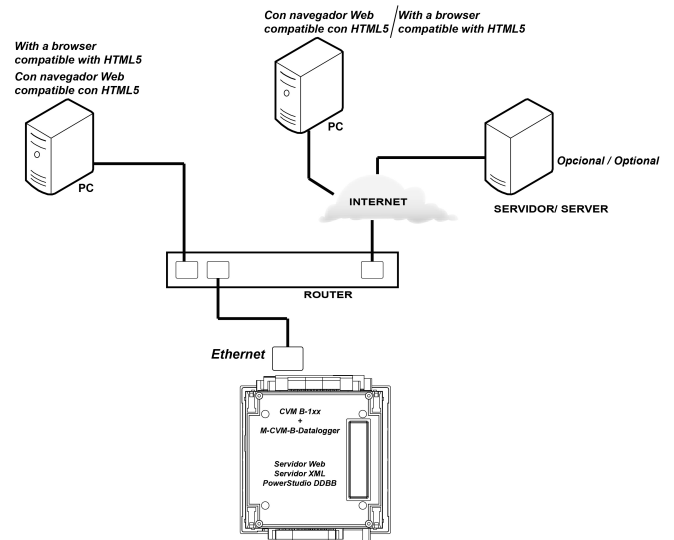 Con navegador Web / With a browser
compatible con HTML5 / compatible with HTML5
With a browser
compatible with HTML5
Con navegador Web
compatible con HTML5
PC
PC
Opcional / Optional
INTERNET
SERVIDOR/ SERVER
ROUTER
Ethernet
CVM B-1xx
+
M-CVM-B-Datalogger
Servidor Web
Servidor XML
PowerStudio DDBB